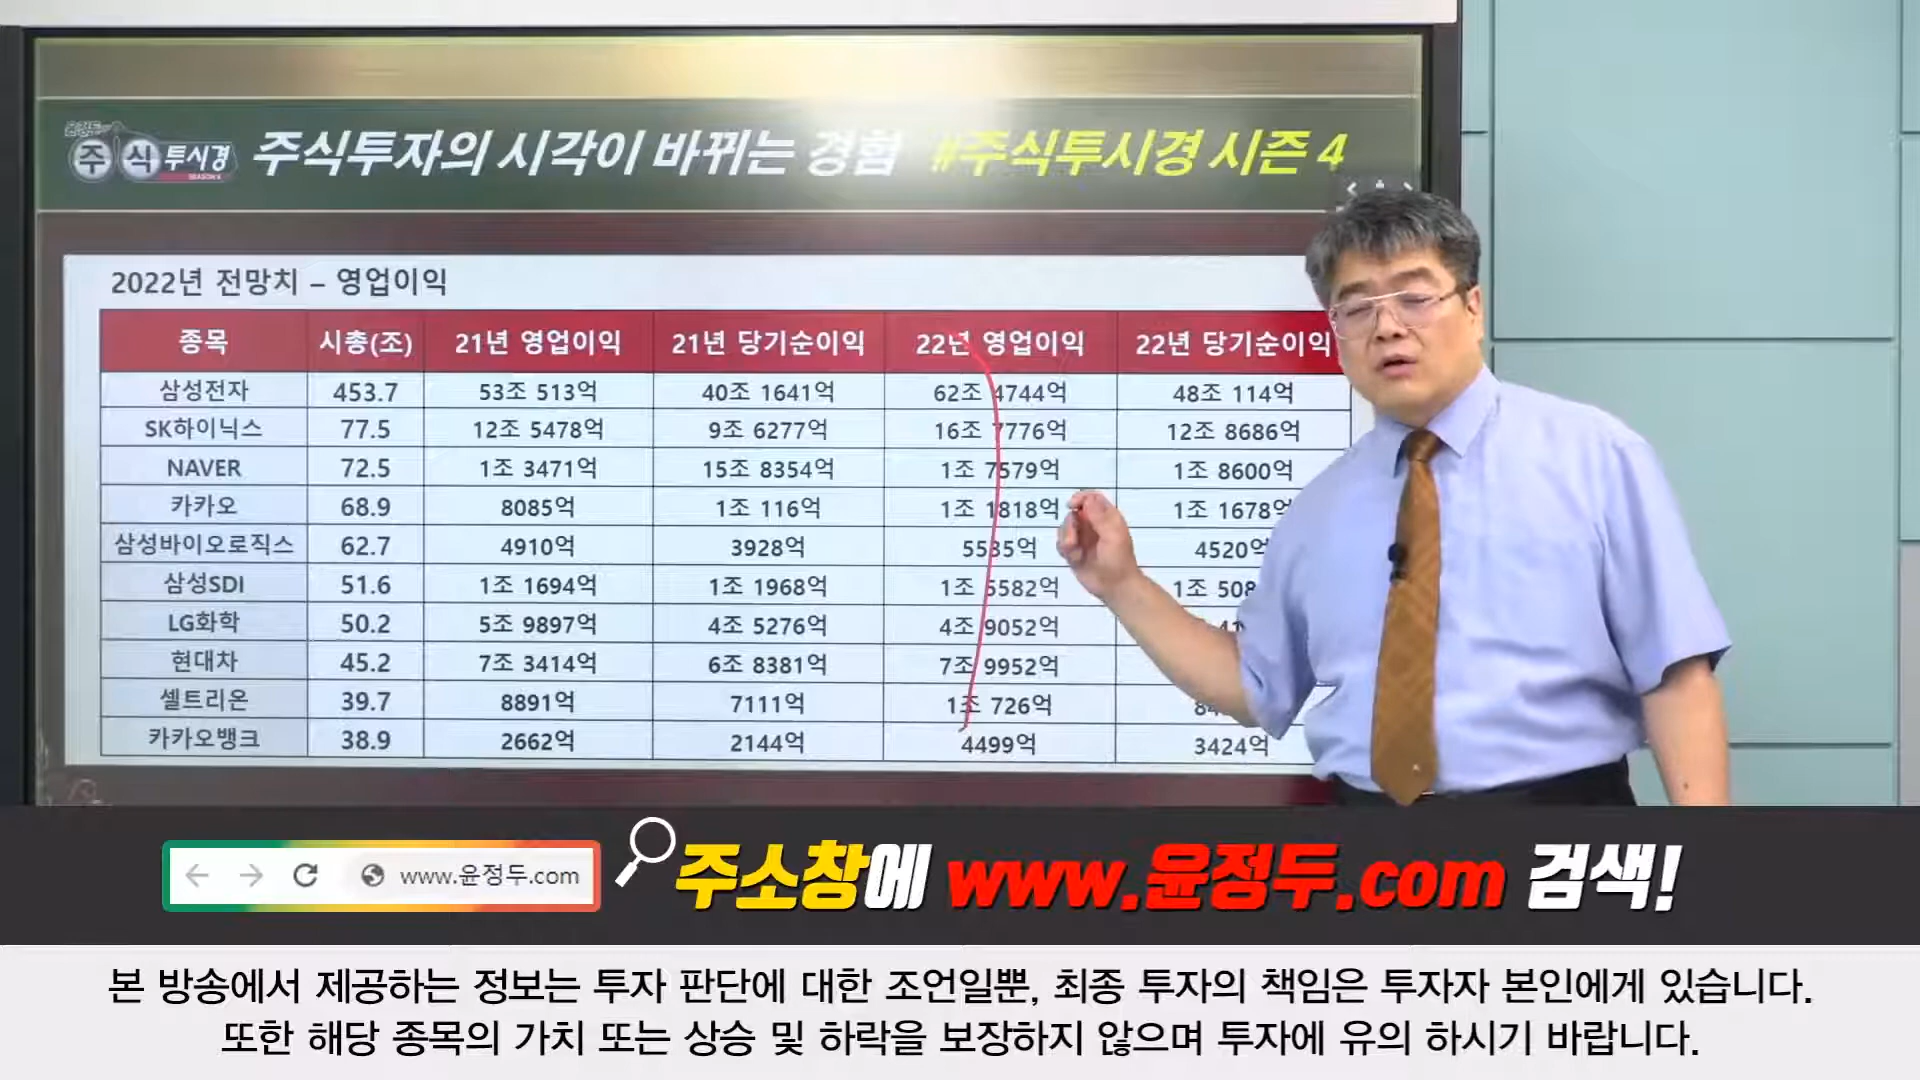 윤정두의
주식투시경
SEASON 4
주식투자의 시각이 바뀌는 경험 #주식투시경 시즌 4
2022년 전망치 – 영업이익
종목 시총(조) 21년 영업이익 21년 당기순이익 22년 영업이익 22년 당기순이익
삼성전자 453.7 53조 513억 40조 1641억 62조 4744억 48조 114억
SK하이닉스 77.5 12조 5478억 9조 6277억 16조 7776억 12조 8686억
NAVER 72.5 1조 3471억 15조 8354억 1조 7579억 1조 8600억
카카오 68.9 8085억 1조 116억 1조 1818억 1조 1678억
삼성바이오로직스 62.7 4910억 3928억 5535억 4520억
삼성SDI 51.6 1조 1694억 1조 1968억 1조 5582억 1조
LG화학 50.2 5조 9897억 4조 5276억 4조 9052억
현대차 45.2 7조 3414억 6조 8381억 7조 9952억
셀트리온 39.7 8891억 7111억 1조 726억
카카오뱅크 38.9 2662억 2144억 4499억 3424억
www.윤정두.com
주소창에 www.윤정두.com 검색!
본 방송에서 제공하는 정보는 투자 판단에 대한 조언일뿐, 최종 투자의 책임은 투자자 본인에게 있습니다.
또한 해당 종목의 가치 또는 상승 및 하락을 보장하지 않으며 투자에 유의 하시기 바랍니다.